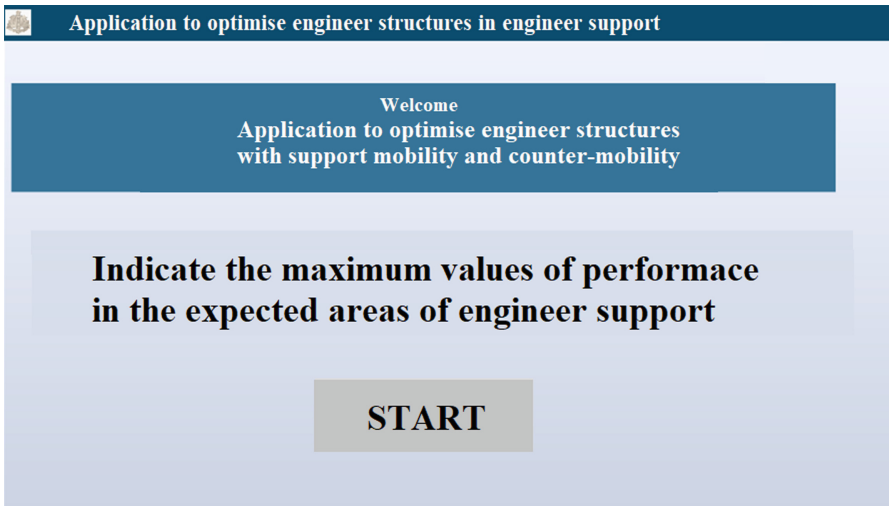 Application to optimise engineer structures in engineer support
Welcome
Application to optimise engineer structures
with support mobility and counter-mobility
Indicate the maximum values of performace
in the expected areas of engineer support
START